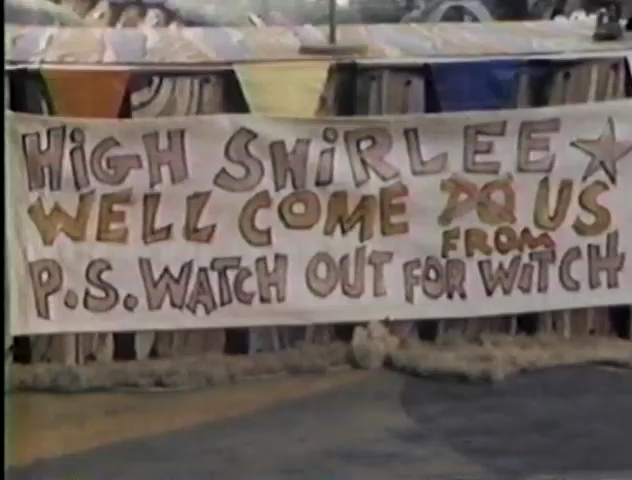 HiGH SHiRLEE
WELL COME TO US
FROM
P.S. WATCH OUT FOR WiTCH